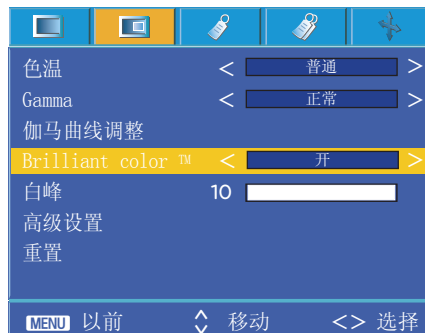 色温 < 普通 >
Gamma < 正常 >
伽马曲线调整
Brilliant color ™ < 开 >
白峰 10
高级设置
重置
MENU 以前 移动 <> 选择